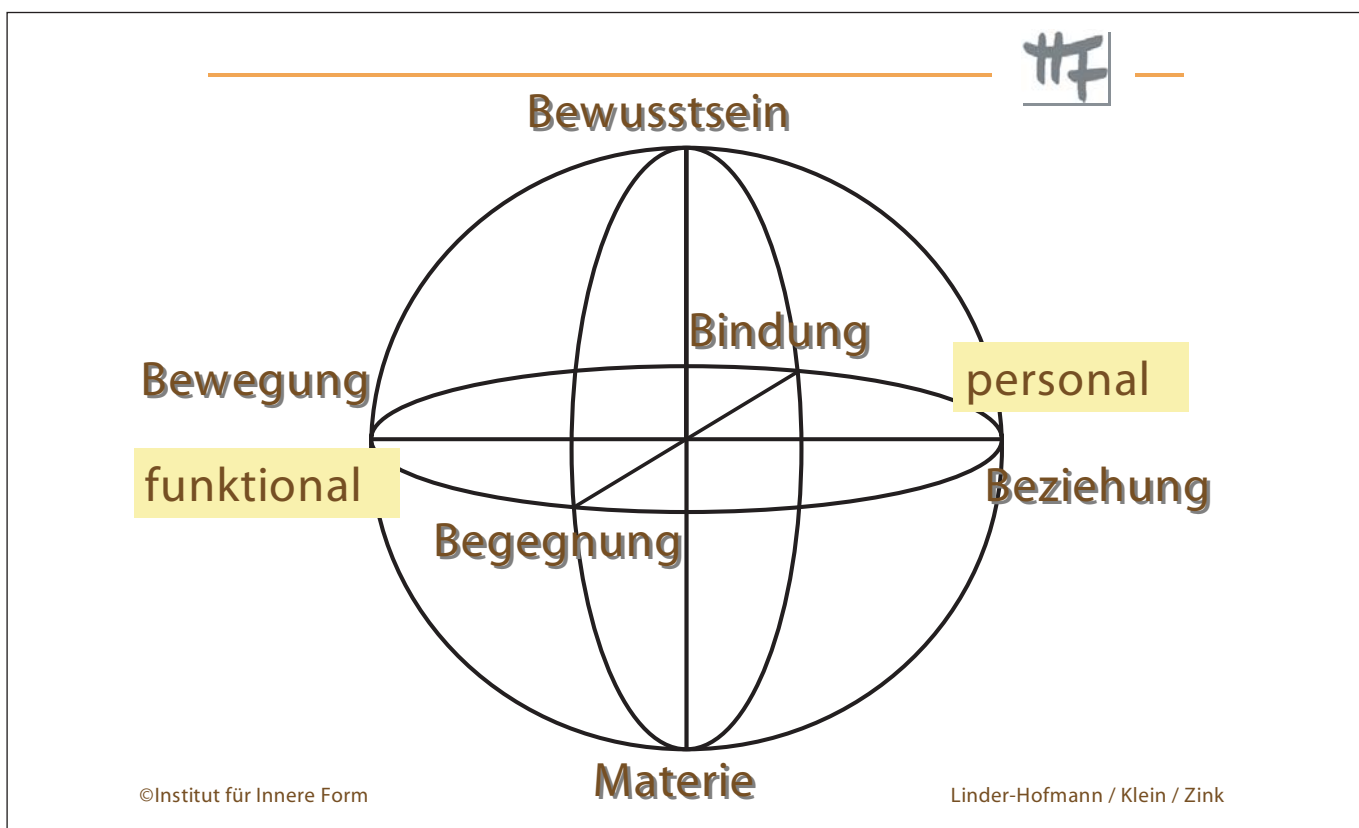 Bewusstsein
Bindung
Bewegung
personal
funktional
Beziehung
Begegnung
Materie
©Institut für Innere Form
Linder-Hofmann / Klein / Zink